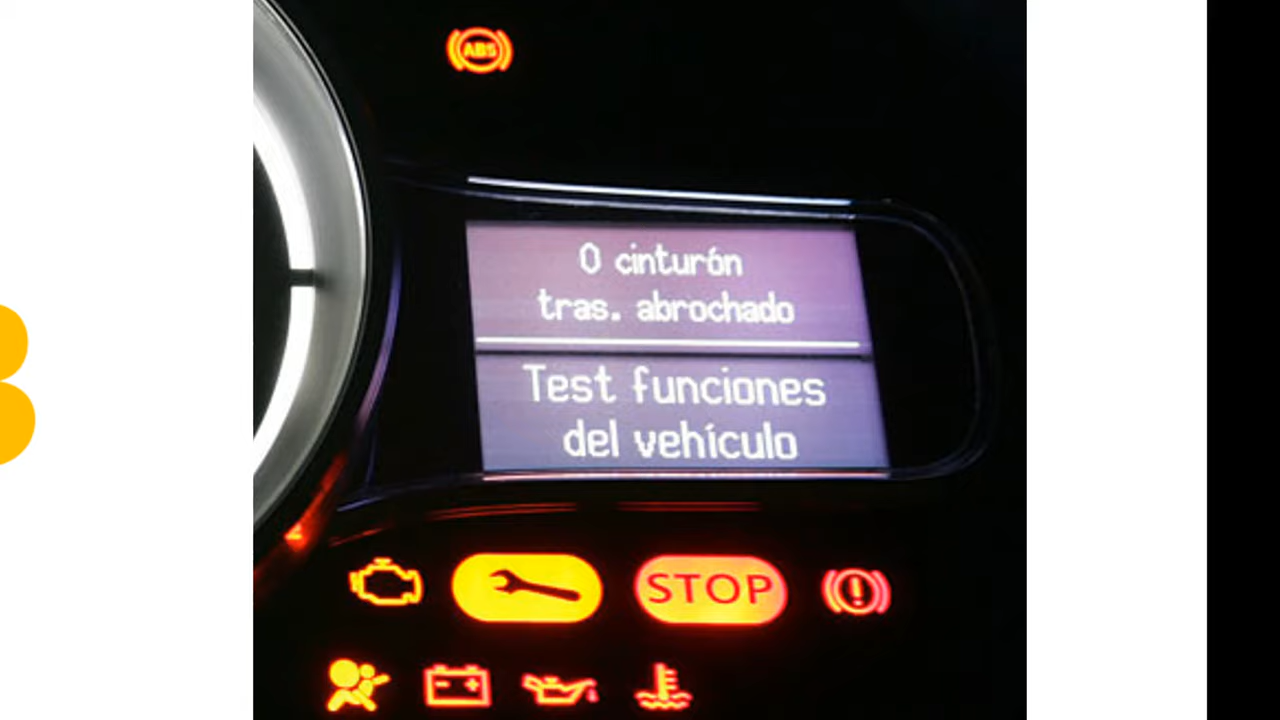 ABS
0 cinturón
tras. abrochado
Test funciones
del vehículo
STOP